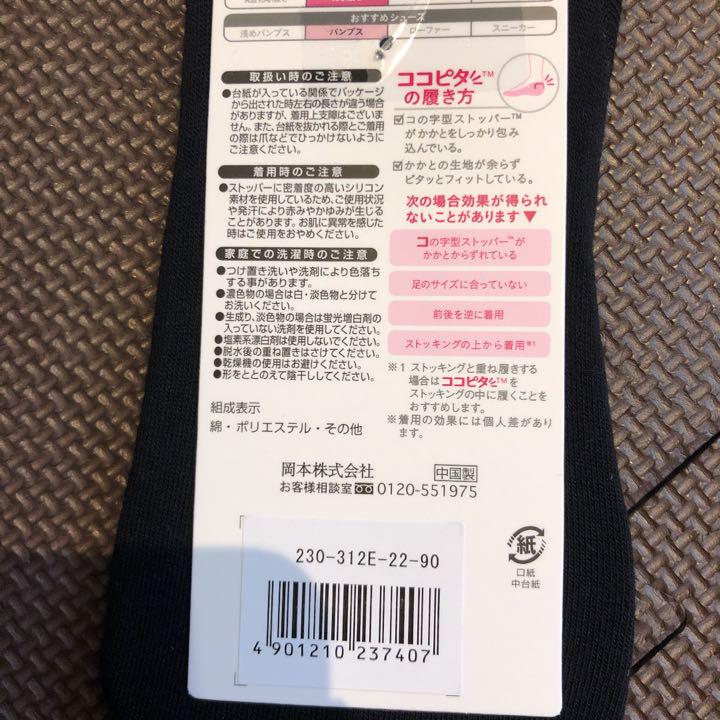 おすすめシューズ
浅めパンプス パンプス ローファー スニーカー
取扱い時のご注意
●台紙が入っている関係でパッケージ
から出された時左右の長さが違う場合
がありますが、着用上支障はございま
せん。また、台紙を抜かれる際とご着用
の際は爪などでひっかけないように
ご注意ください。
着用時のご注意
●ストッパーに密着度の高いシリコン
素材を使用しているため、ご使用状況
や発汗により赤みやかゆみが生じる
ことがあります。お肌に異常を感じた
時はご使用をおやめください。
家庭での洗濯時のご注意
●つけ置き洗いや洗剤により色落ち
する事があります。
●濃色物の場合は白・淡色物と分けて
お洗いください。
●生成り、淡色物の場合は蛍光増白剤の
入っていない洗剤を使用してください。
●塩素系漂白剤は使用しないでください。
●脱水後の重ね置きはさけてください。
●乾燥機の使用はお避けください。
●形をととのえて陰干ししてください。
組成表示
綿・ポリエステル・その他
ココピタッ™
の履き方
☑コの字型ストッパー™
がかかとをしっかり包み
込んでいる。
☑かかとの生地が余らず
ピタッとフィットしている。
次の場合効果が得られ
ないことがあります▼
コの字型ストッパー™が
かかとからずれている
足のサイズに合っていない
前後を逆に着用
ストッキングの上から着用※1
※1 ストッキングと重ね履きする
場合はココピタッ™を
ストッキングの中に履くことを
おすすめします。
※着用の効果には個人差があり
ます。
岡本株式会社 中国製
お客様相談室 0120-551975
230-312E-22-90
4 901210 237407
紙
口紙
中台紙